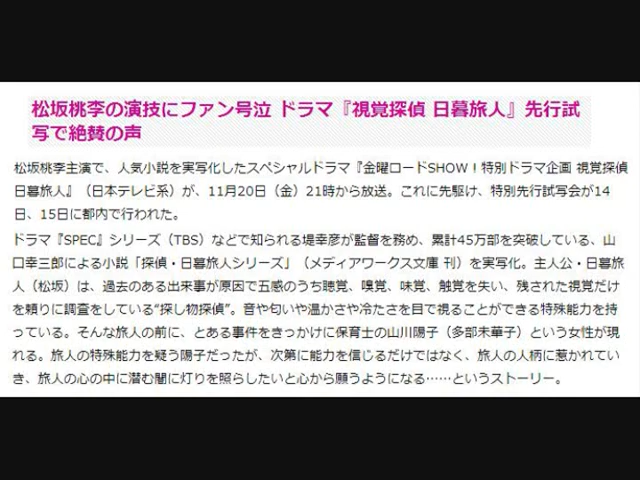 松坂桃李の演技にファン号泣 ドラマ『視覚探偵 日暮旅人』先行試
写で絶賛の声
松坂桃李主演で、人気小説を実写化したスペシャルドラマ『金曜ロードSHOW！特別ドラマ企画 視覚探偵
日暮旅人』（日本テレビ系）が、11月20日（金）21時から放送。これに先駆け、特別先行試写会が14
日、15日に都内で行われた。
ドラマ『SPEC』シリーズ（TBS）などで知られる堤幸彦が監督を務め、累計45万部を突破している、山
口幸三郎による小説「探偵・日暮旅人シリーズ」（メディアワークス文庫 刊）を実写化。主人公・日暮旅
人（松坂）は、過去のある出来事が原因で五感のうち聴覚、嗅覚、味覚、触覚を失い、残された視覚だけ
を頼りに調査をしている“探し物探偵”。音や匂いや温かさや冷たさを目で視ることができる特殊能力を持
っている。そんな旅人の前に、とある事件をきっかけに保育士の山川陽子（多部未華子）という女性が現
れる。旅人の特殊能力を疑う陽子だったが、次第に能力を信じるだけではなく、旅人の人柄に惹かれてい
き、旅人の心の中に潜む闇に灯りを照らしたいと心から願うようになる……というストーリー。